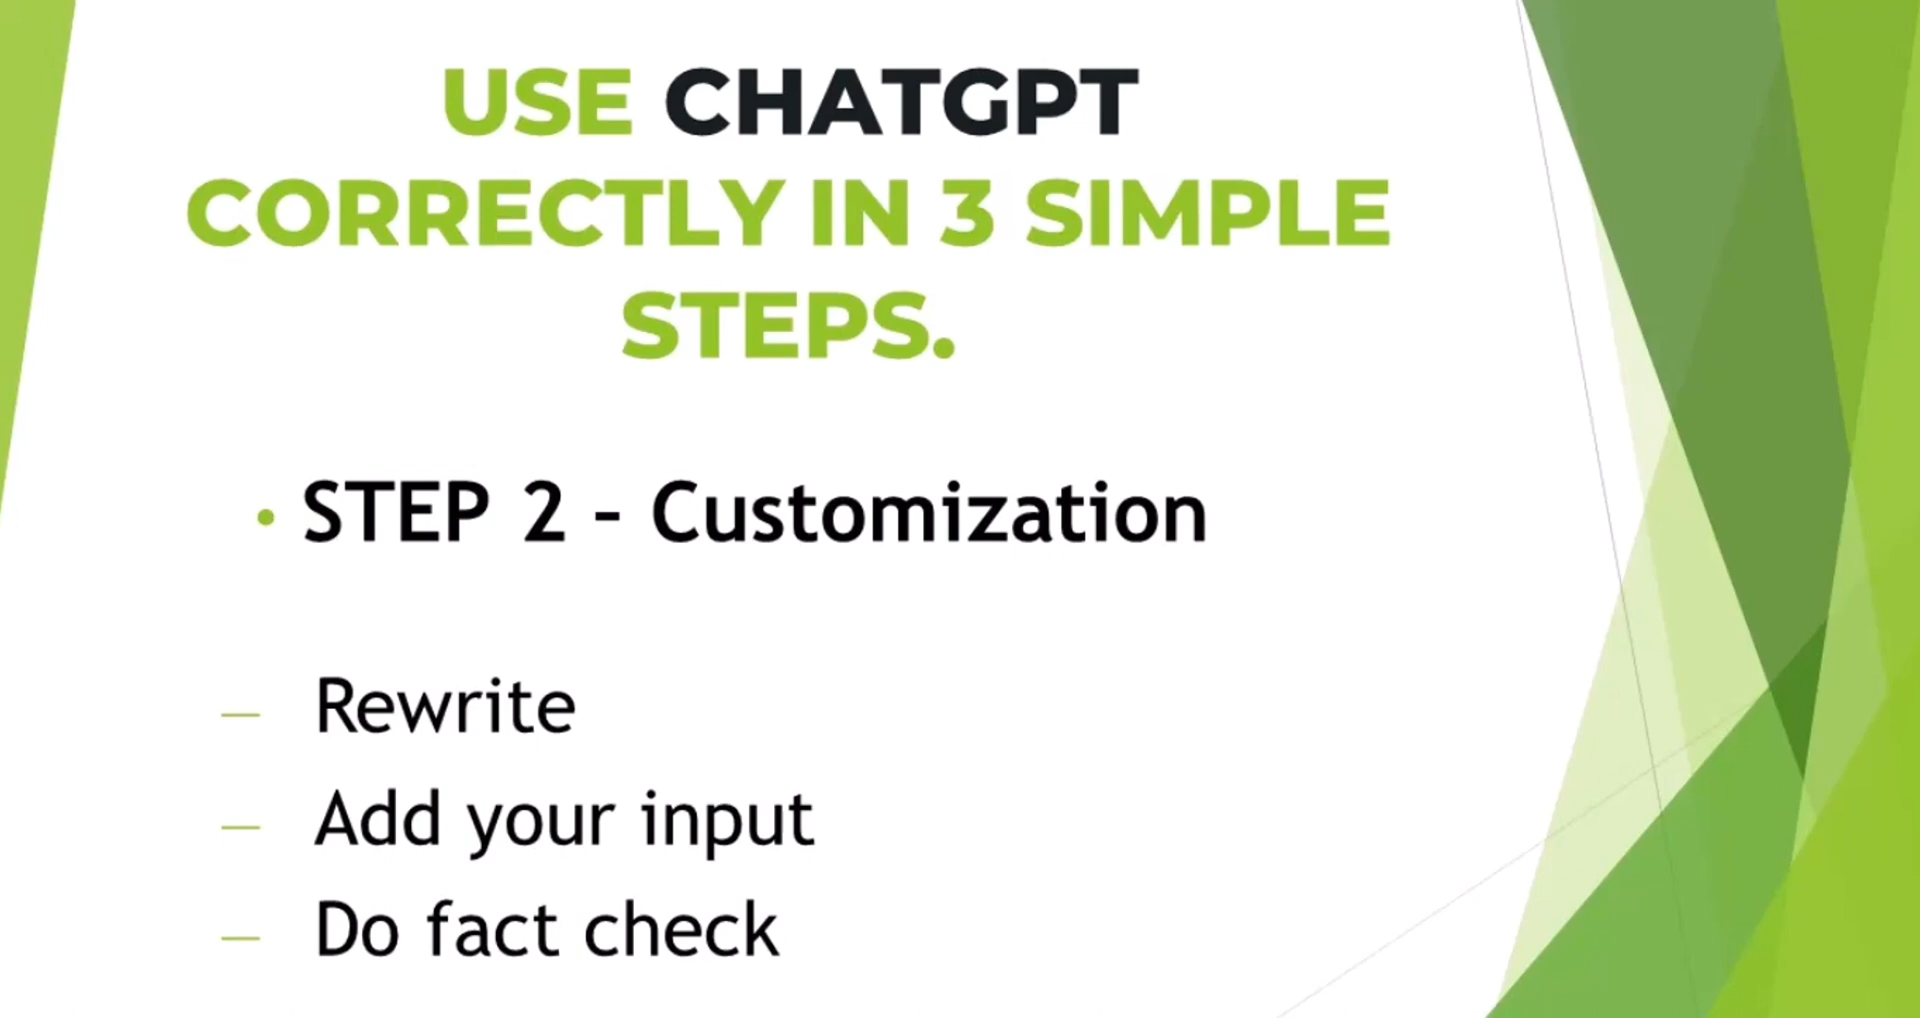 USE CHATGPT
CORRECTLY IN 3 SIMPLE
STEPS.
• STEP 2 – Customization
— Rewrite
— Add your input
— Do fact check